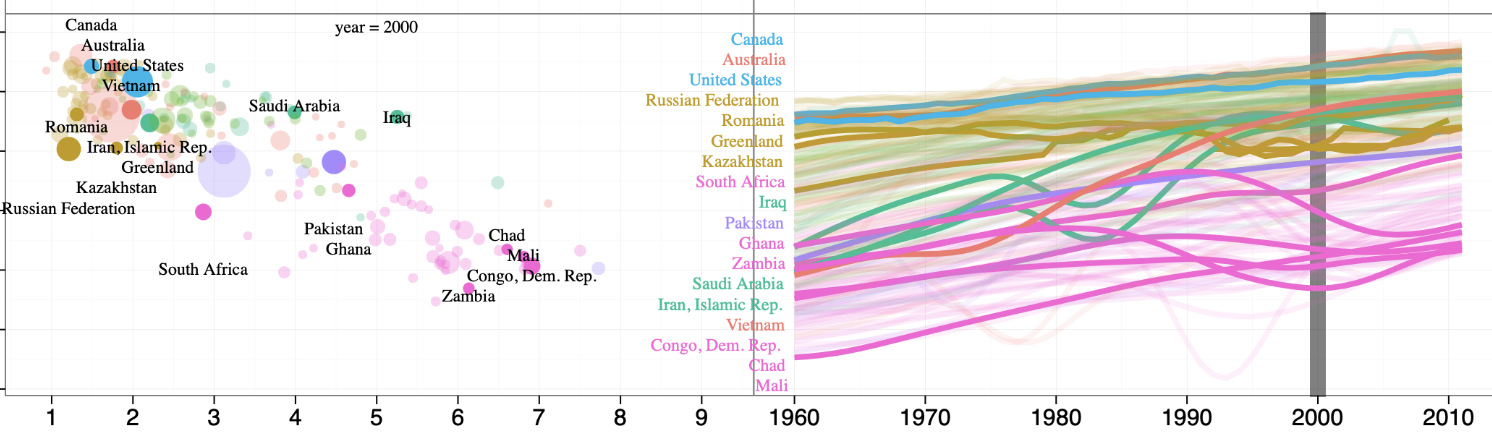 Canada
year = 2000
Australia
United States
Vietnam
Saudi Arabia
Iraq
Romania
Iran, Islamic Rep.
Greenland
Kazakhstan
Russian Federation
Pakistan
Ghana
Chad
Mali
South Africa
Congo, Dem. Rep.
Zambia
1 2 3 4 5 6 7 8 9
Canada
Australia
United States
Russian Federation
Romania
Greenland
Kazakhstan
South Africa
Iraq
Pakistan
Ghana
Zambia
Saudi Arabia
Iran, Islamic Rep.
Vietnam
Congo, Dem. Rep.
Chad
Mali
1960 1970 1980 1990 2000 2010